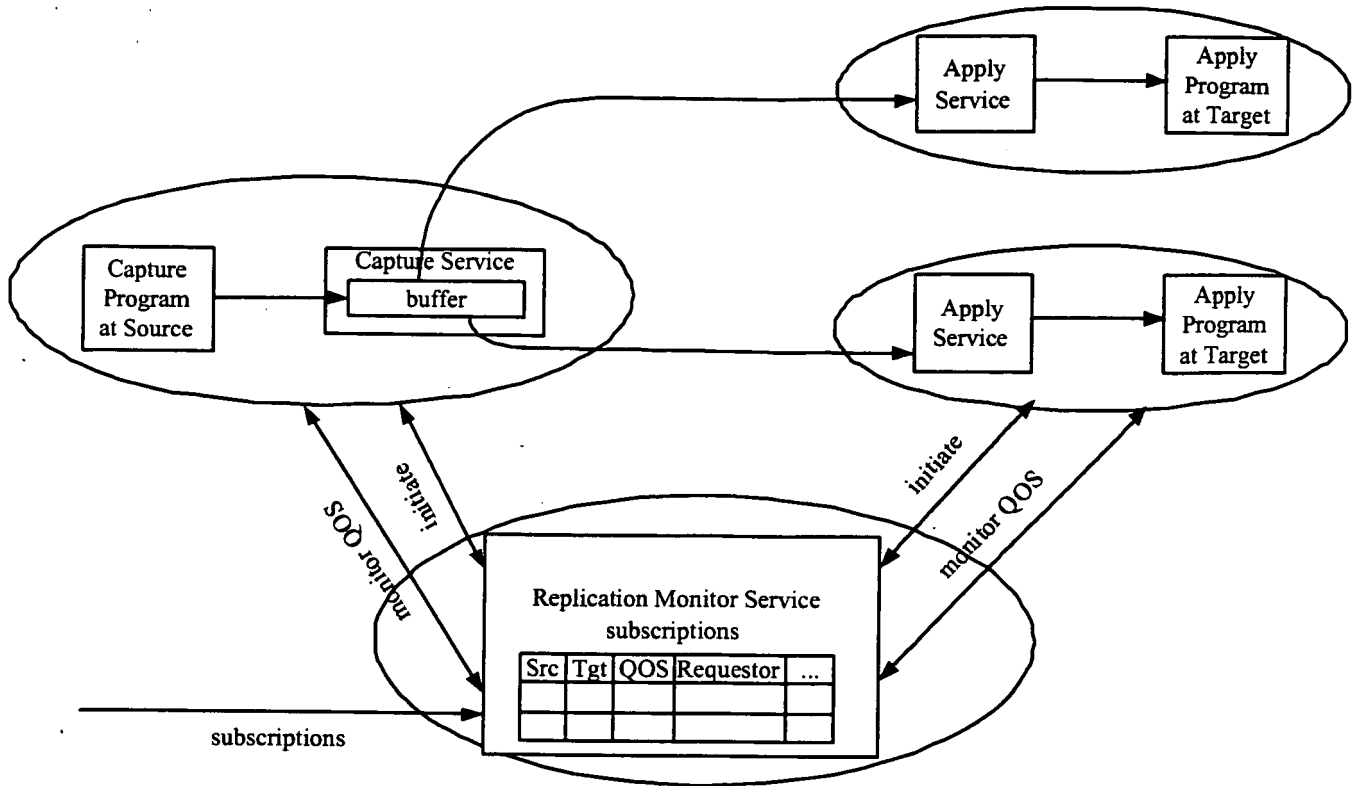 Apply
Service
Apply
Program
at Target
Capture
Program
at Source
Capture Service
buffer
Apply
Service
Apply
Program
at Target
monitor QOS
initiate
initiate
monitor QOS
Replication Monitor Service
subscriptions
Src Tgt QOS Requestor ...
subscriptions